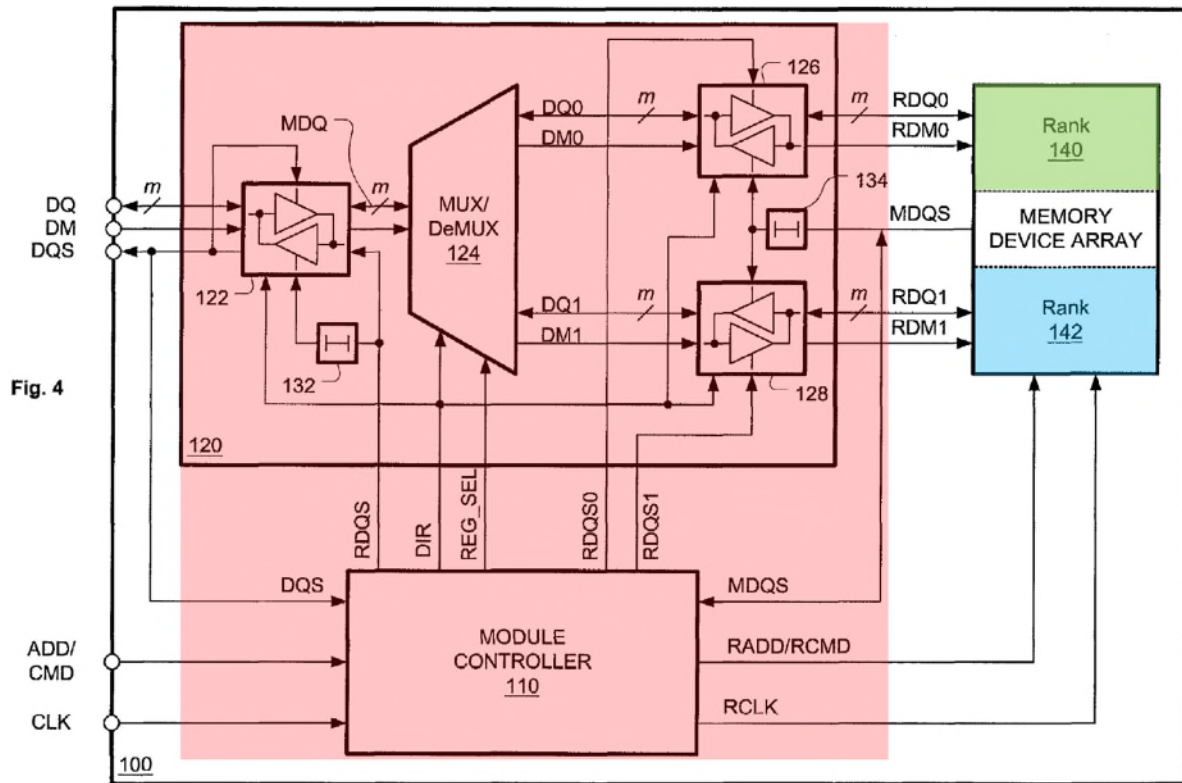 126
m
DQ0
m
m
RDQ0
MDQ
DM0
RDM0
Rank
140
134
m
DQ
DM
DQS
m
MUX/
DeMUX
124
MDQS
MEMORY
DEVICE ARRAY
122
DQ1
m
m
RDQ1
DM1
RDM1
Rank
142
132
128
Fig. 4
120
RDQS
DIR
REG_SEL
RDQS0
RDQS1
DQS
MDQS
ADD/
CMD
MODULE
CONTROLLER
110
RADD/RCMD
CLK
RCLK
100